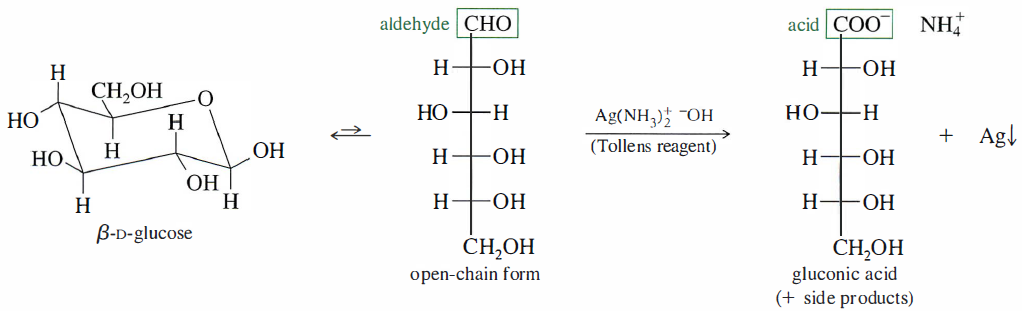 H
CH₂OH
O
HO
H
HO
H
OH
OH
H
H
β-D-glucose
aldehyde CHO
H OH
HO H
H OH
H OH
CH₂OH
open-chain form
Ag(NH₃)₂⁺ ⁻OH
(Tollens reagent)
acid COO⁻ NH₄⁺
H OH
HO H
H OH
H OH
CH₂OH
gluconic acid
(+ side products)
+ Ag↓